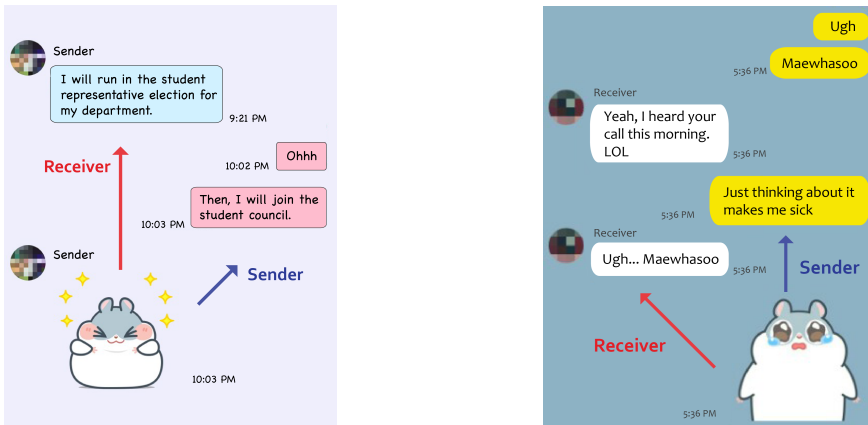 Sender
I will run in the student
representative election for
my department.
9:21 PM
Ohhh
10:02 PM
Receiver
Then, I will join the
student council.
10:03 PM
Sender
Sender
10:03 PM
Ugh
Maewhasoo
5:36 PM
Receiver
Yeah, I heard your
call this morning.
LOL
5:36 PM
Just thinking about it
makes me sick
5:36 PM
Receiver
Ugh... Maewhasoo
5:36 PM
Sender
Receiver
5:36 PM